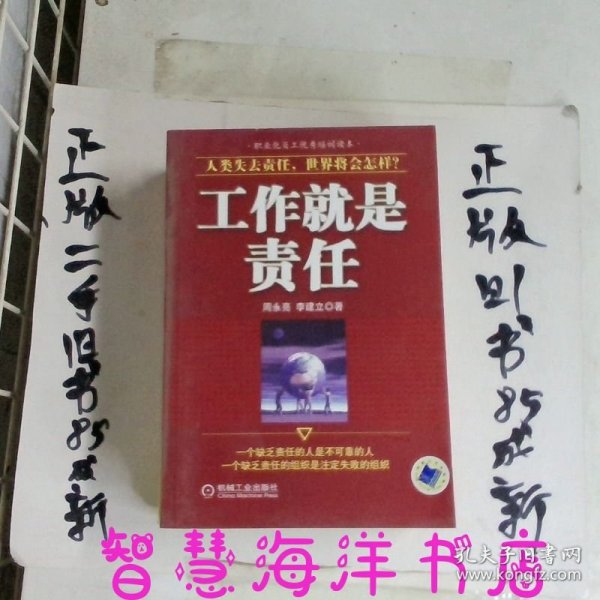 正版二手旧书85成新
·职业化员工优秀培训读本·
人类失去责任，世界将会怎样？
工作就是
责任
周永亮 李建立◎著
一个缺乏责任的人是不可靠的人
一个缺乏责任的组织是注定失败的组织
机械工业出版社
China Machine Press
正版旧书85成新
智慧海洋书店
孔夫子旧书网
www.kongfz.com